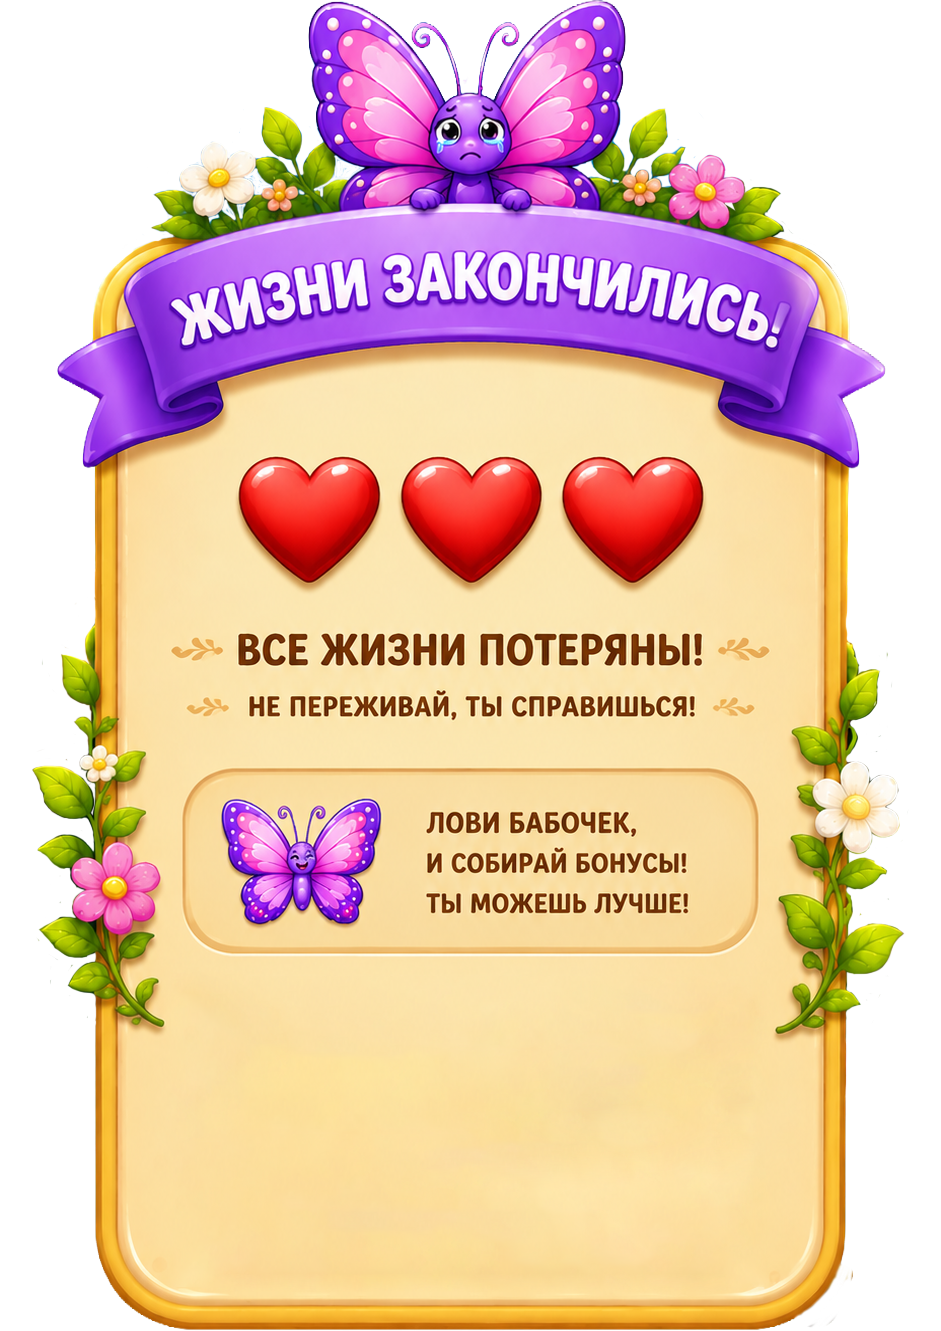 ЖИЗНИ ЗАКОНЧИЛИСЬ!
ВСЕ ЖИЗНИ ПОТЕРЯНЫ!
НЕ ПЕРЕЖИВАЙ, ТЫ СПРАВИШЬСЯ!
ЛОВИ БАБОЧЕК,
И СОБИРАЙ БОНУСЫ!
ТЫ МОЖЕШЬ ЛУЧШЕ!